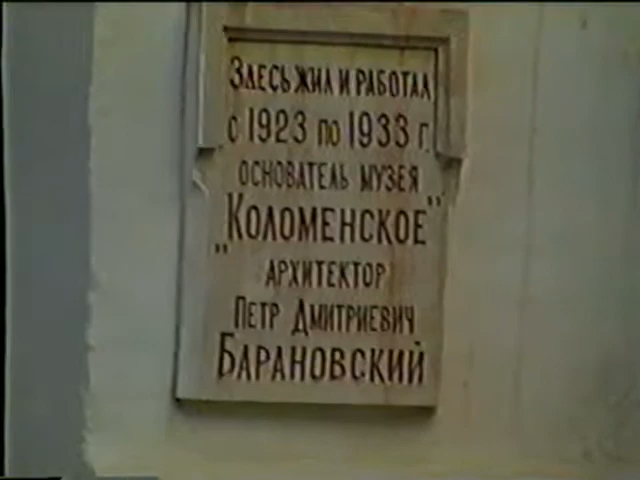 Здесь жил и работал
с 1923 по 1933 г.
основатель музея
"Коломенское"
архитектор
Петр Дмитриевич
Барановский